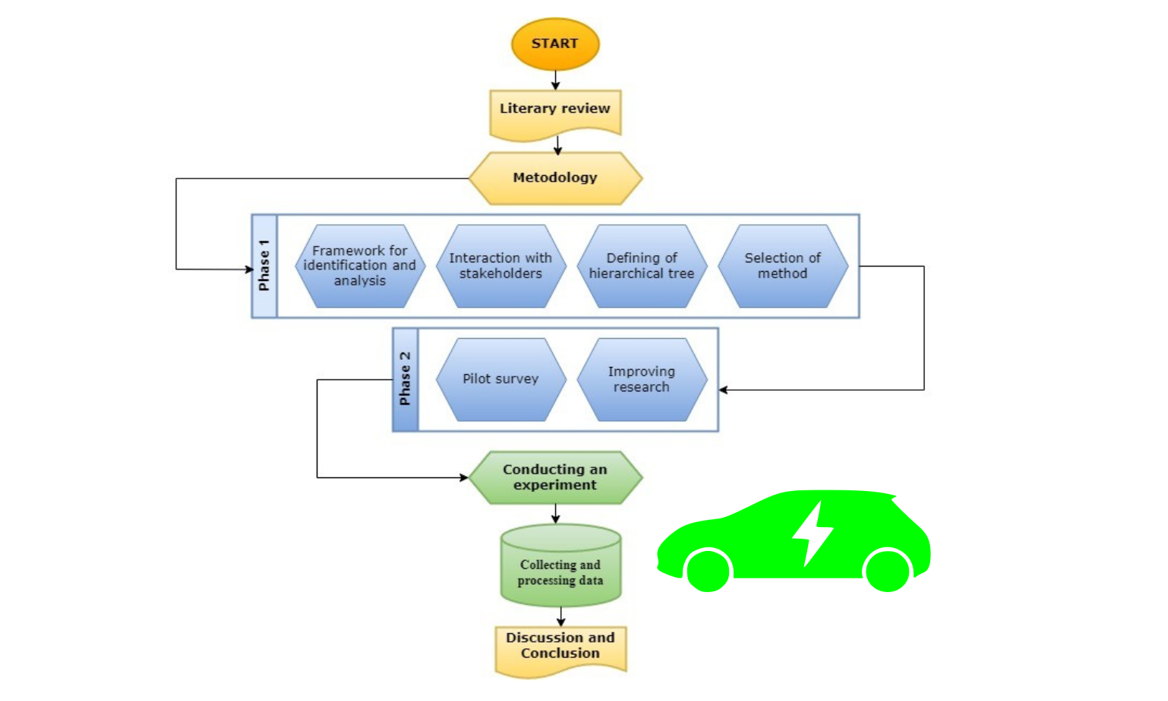 START
Literary review
Metodology
Phase 1
Framework for
identification and
analysis
Interaction with
stakeholders
Defining of
hierarchical tree
Selection of
method
Phase 2
Pilot survey
Improving
research
Conducting an
experiment
Collecting and
processing data
Discussion and
Conclusion